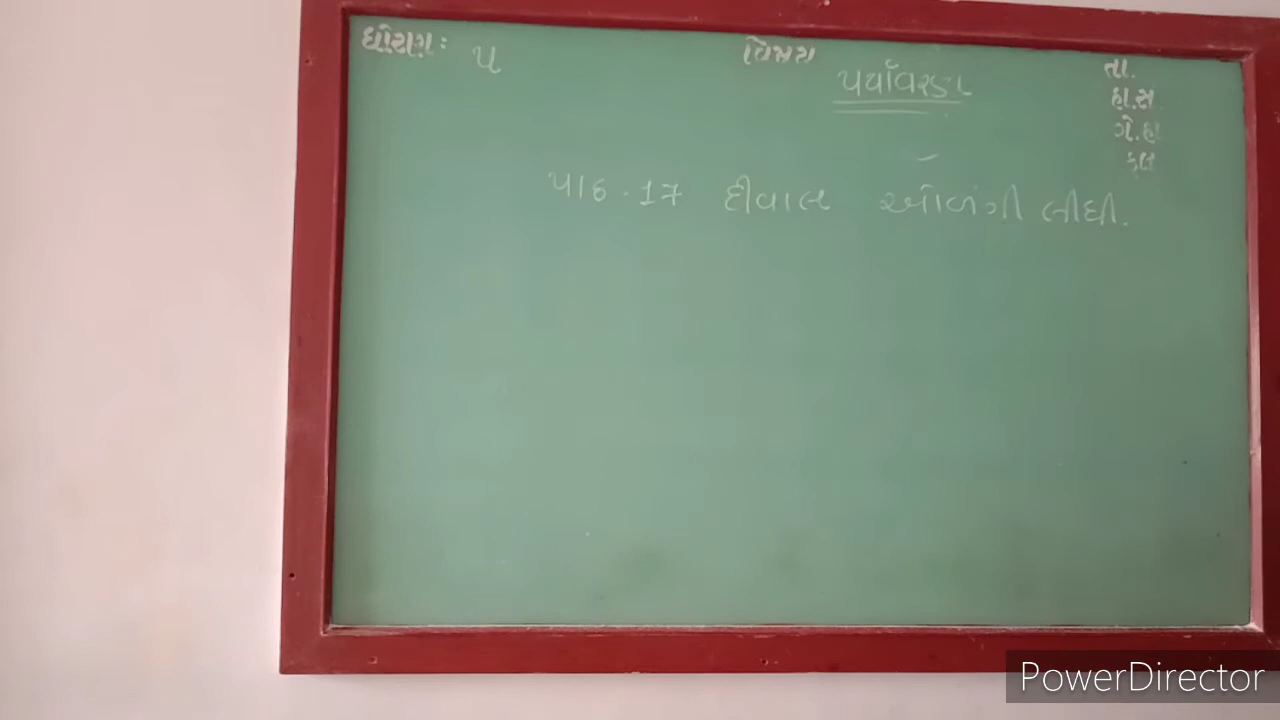 ધોરણ : ૫
વિષય
પર્યાવરણ
તા.
હા.સ
ગે.હા
કુલ
પાઠ - 17 દીવાલ ઓળંગી લીધી.
PowerDirector